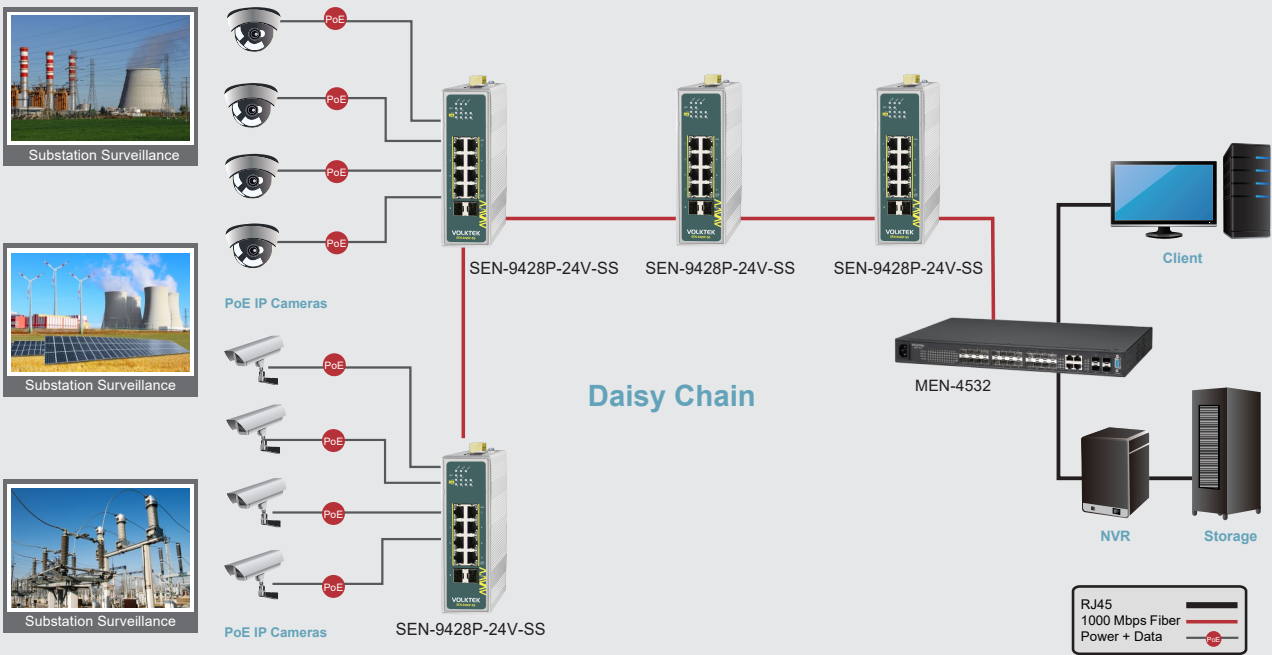 PoE
PoE
PoE
PoE
Substation Surveillance
VOLKTEK
VOLKTEK
VOLKTEK
SEN-9428P-24V-SS
SEN-9428P-24V-SS
SEN-9428P-24V-SS
Client
PoE IP Cameras
Substation Surveillance
PoE
PoE
PoE
PoE
Daisy Chain
MEN-4532
NVR
Storage
Substation Surveillance
VOLKTEK
PoE IP Cameras
SEN-9428P-24V-SS
RJ45
1000 Mbps Fiber
Power + Data
PoE